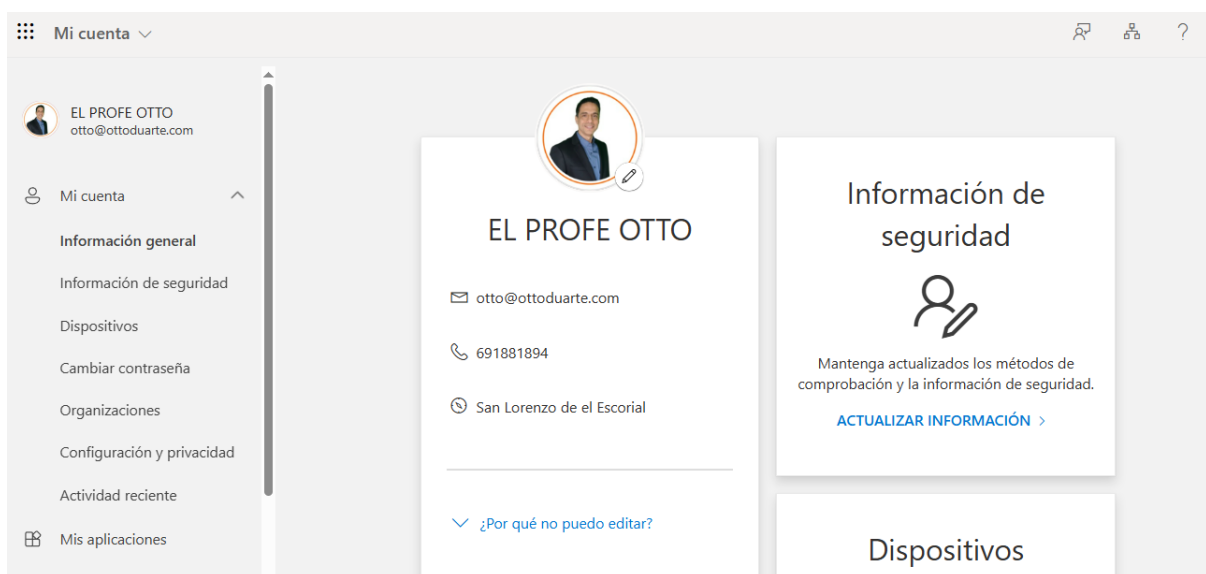 Mi cuenta
EL PROFE OTTO
otto@ottoduarte.com
Mi cuenta
Información general
Información de seguridad
Dispositivos
Cambiar contraseña
Organizaciones
Configuración y privacidad
Actividad reciente
Mis aplicaciones
EL PROFE OTTO
otto@ottoduarte.com
691881894
San Lorenzo de el Escorial
¿Por qué no puedo editar?
Información de
seguridad
Mantenga actualizados los métodos de
comprobación y la información de seguridad.
ACTUALIZAR INFORMACIÓN
Dispositivos